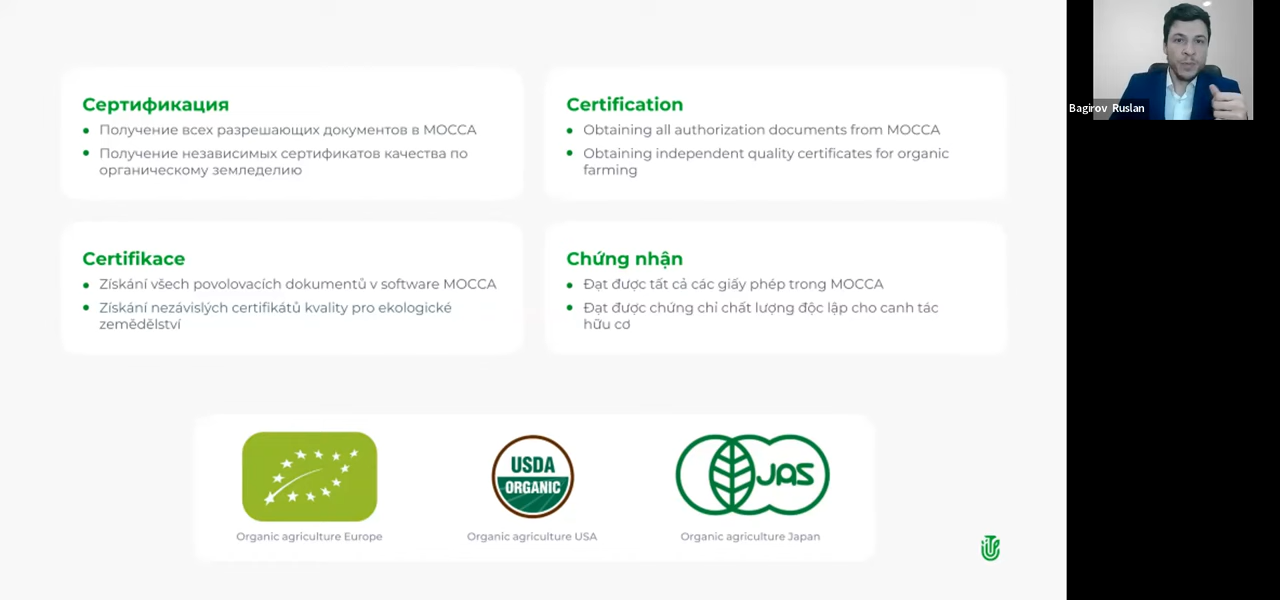 Сертификация
Получение всех разрешающих документов в МОССА
Получение независимых сертификатов качества по
органическому земледелию
Certification
Obtaining all authorization documents from MOCCA
Obtaining independent quality certificates for organic
farming
Certifikace
Získání všech povolovacích dokumentů v software MOCCA
Získání nezávislých certifikátů kvality pro ekologické
zemědělství
Chứng nhận
Đạt được tất cả các giấy phép trong MOCCA
Đạt được chứng chỉ chất lượng độc lập cho canh tác
hữu cơ
USDA
ORGANIC
JAS
Organic agriculture Europe
Organic agriculture USA
Organic agriculture Japan
Bagirov Ruslan